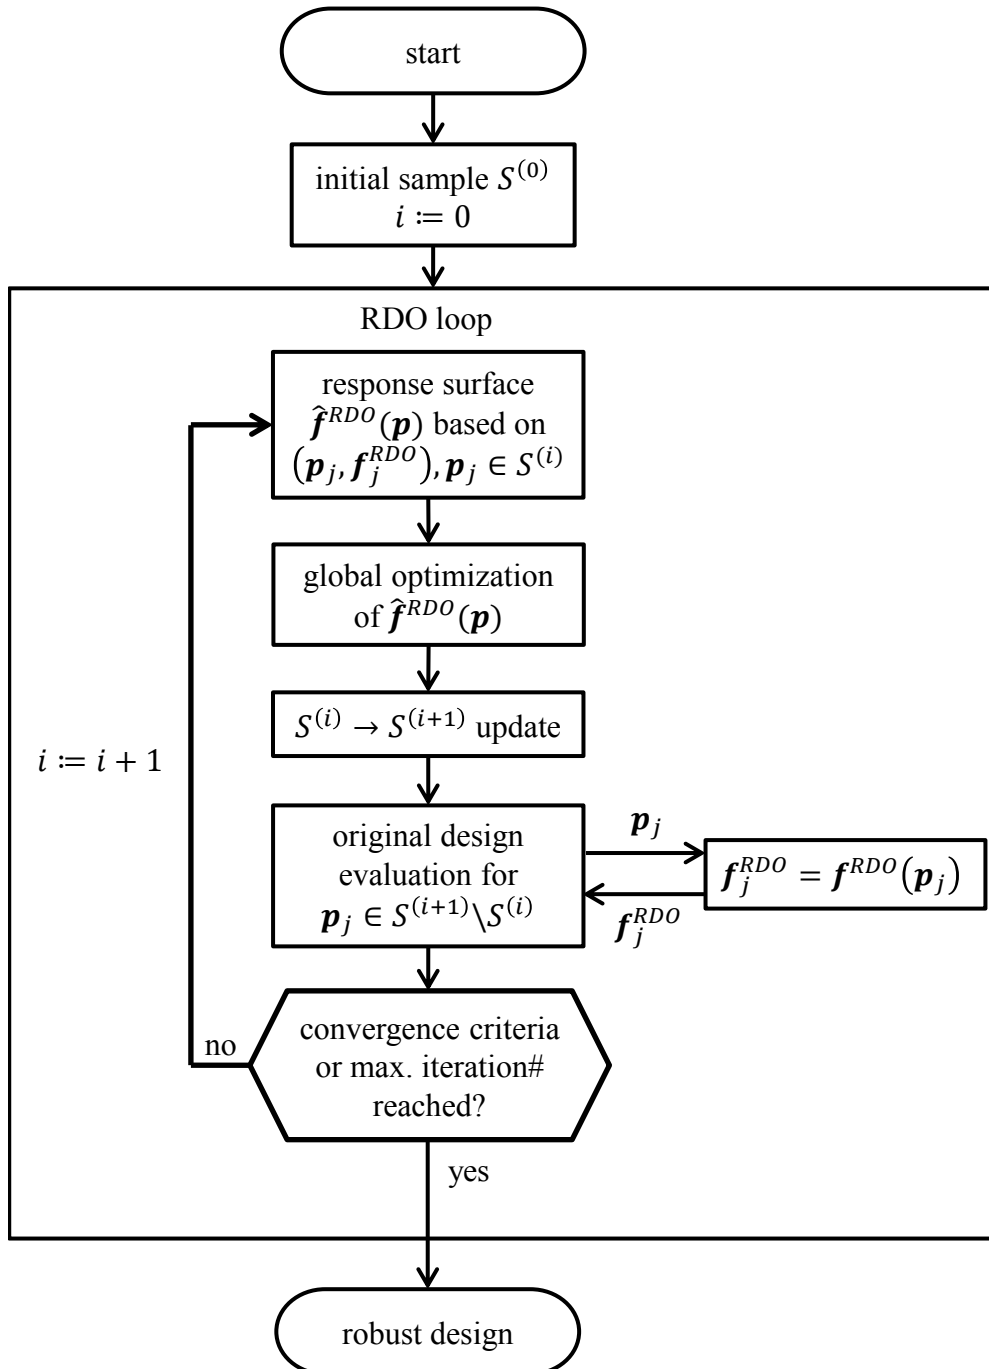 start
initial sample S⁽⁰⁾
i := 0
RDO loop
response surface
f̂ᴿᴰᴼ(p) based on
(p_j, f_j^{RDO}), p_j ∈ S⁽ⁱ⁾
global optimization
of f̂ᴿᴰᴼ(p)
S⁽ⁱ⁾ → S⁽ⁱ⁺¹⁾ update
i := i + 1
original design
evaluation for
p_j ∈ S⁽ⁱ⁺¹⁾\S⁽ⁱ⁾
p_j
f_j^{RDO} = f^{RDO}(p_j)
f_j^{RDO}
convergence criteria
or max. iteration#
reached?
no
yes
robust design